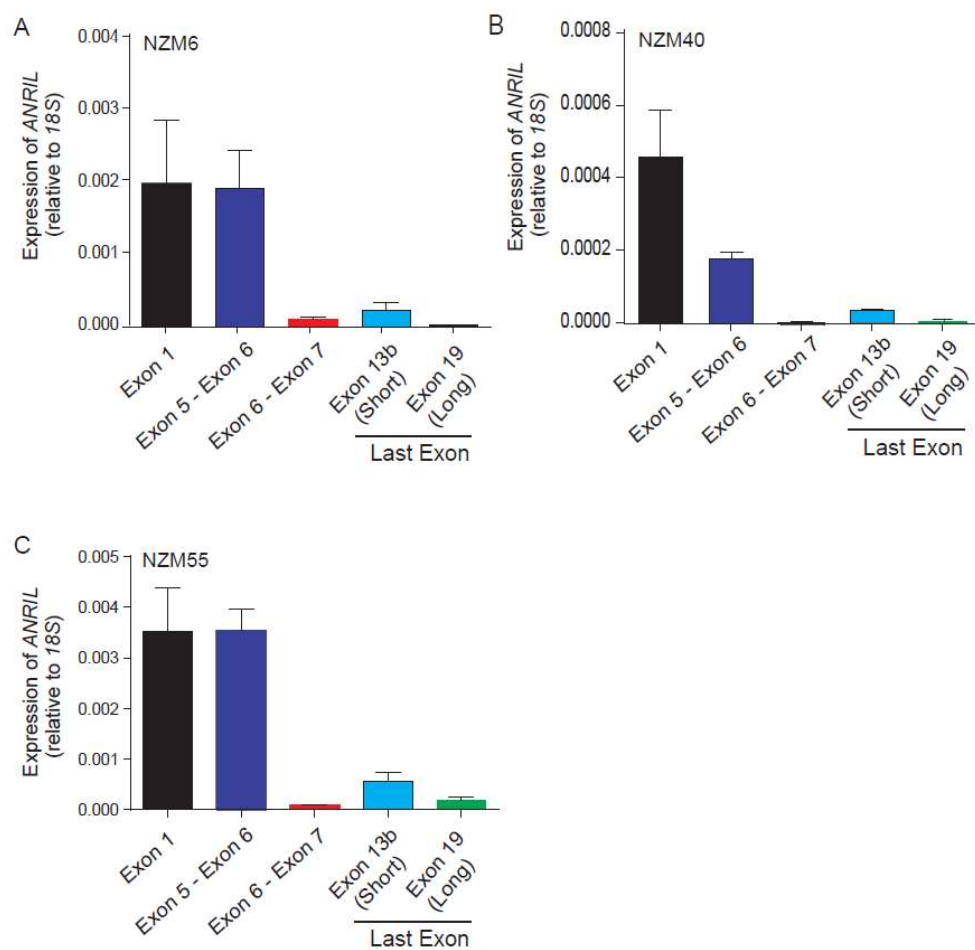 A
NZM6
Expression of ANRIL
(relative to 18S)
0.004
0.003
0.002
0.001
0.000
Exon 1
Exon 5 - Exon 6
Exon 6 - Exon 7
Exon 13b
(Short)
Exon 19
(Long)
Last Exon
B
NZM40
Expression of ANRIL
(relative to 18S)
0.0008
0.0006
0.0004
0.0002
0.0000
Exon 1
Exon 5 - Exon 6
Exon 6 - Exon 7
Exon 13b
(Short)
Exon 19
(Long)
Last Exon
C
NZM55
Expression of ANRIL
(relative to 18S)
0.005
0.004
0.003
0.002
0.001
0.000
Exon 1
Exon 5 - Exon 6
Exon 6 - Exon 7
Exon 13b
(Short)
Exon 19
(Long)
Last Exon